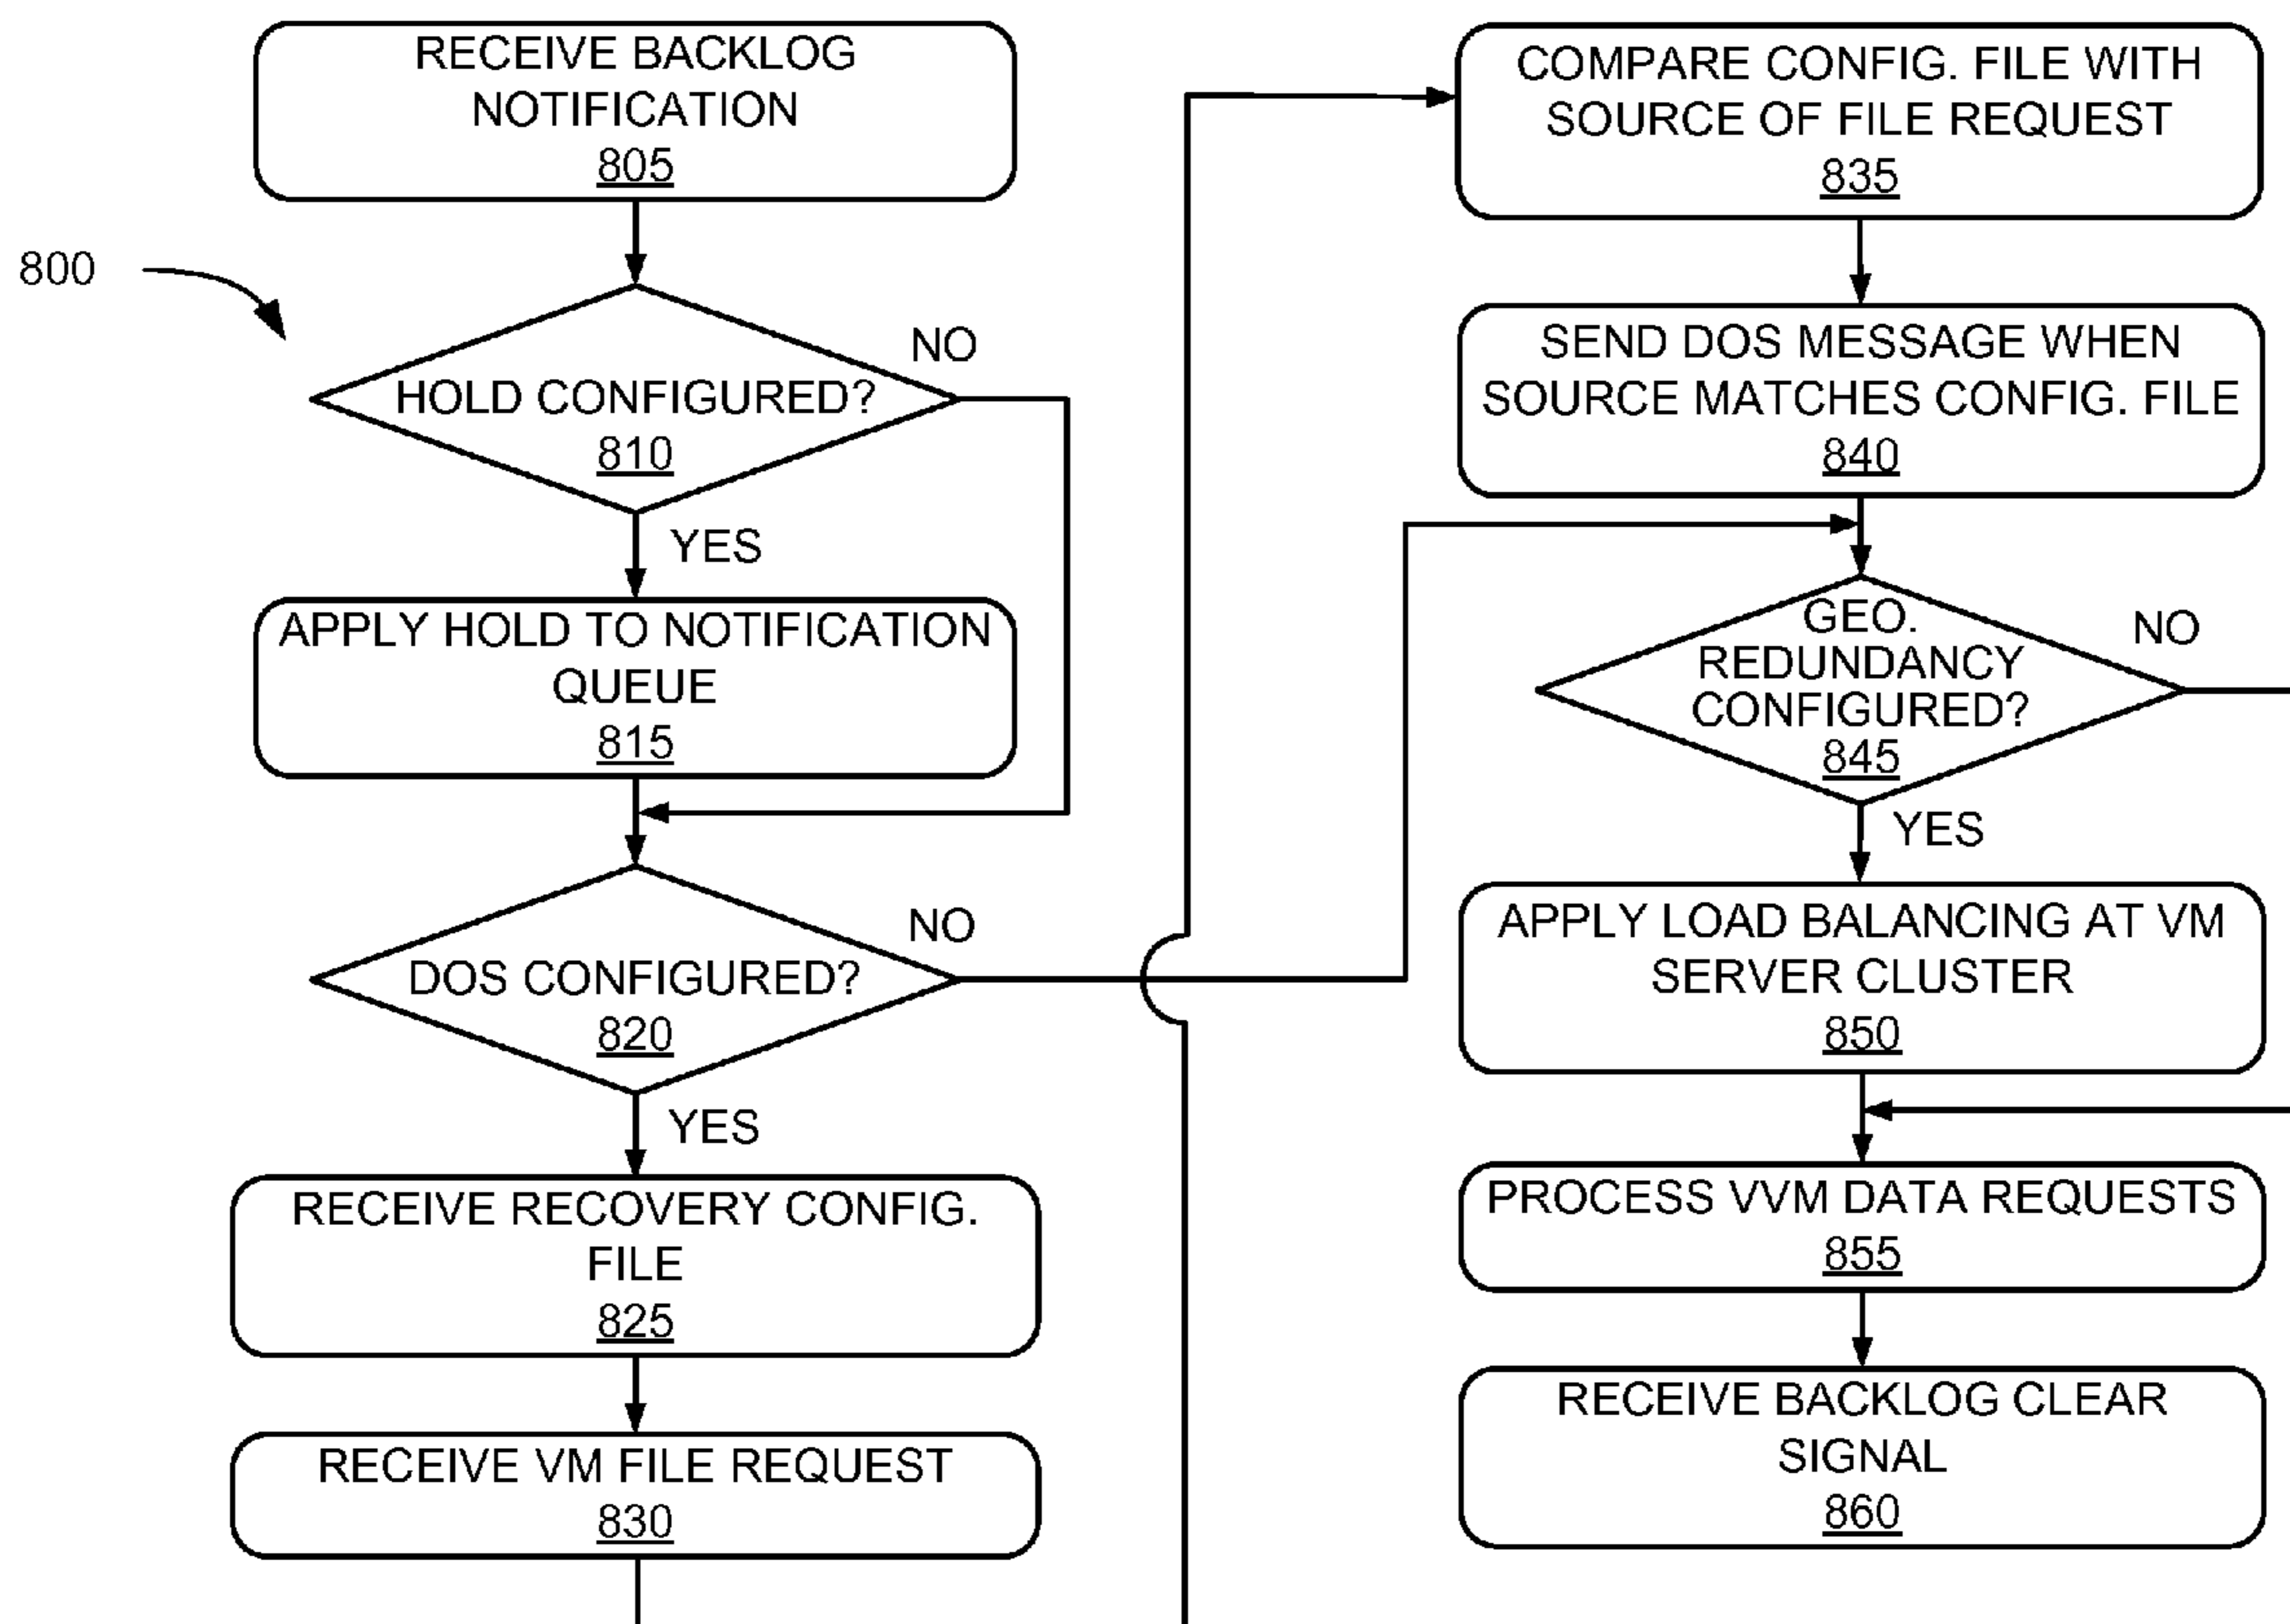 RECEIVE BACKLOG
NOTIFICATION
805
800
HOLD CONFIGURED?
810
NO
YES
APPLY HOLD TO NOTIFICATION
QUEUE
815
DOS CONFIGURED?
820
NO
YES
RECEIVE RECOVERY CONFIG.
FILE
825
RECEIVE VM FILE REQUEST
830
COMPARE CONFIG. FILE WITH
SOURCE OF FILE REQUEST
835
SEND DOS MESSAGE WHEN
SOURCE MATCHES CONFIG. FILE
840
GEO.
REDUNDANCY
CONFIGURED?
845
NO
YES
APPLY LOAD BALANCING AT VM
SERVER CLUSTER
850
PROCESS VVM DATA REQUESTS
855
RECEIVE BACKLOG CLEAR
SIGNAL
860